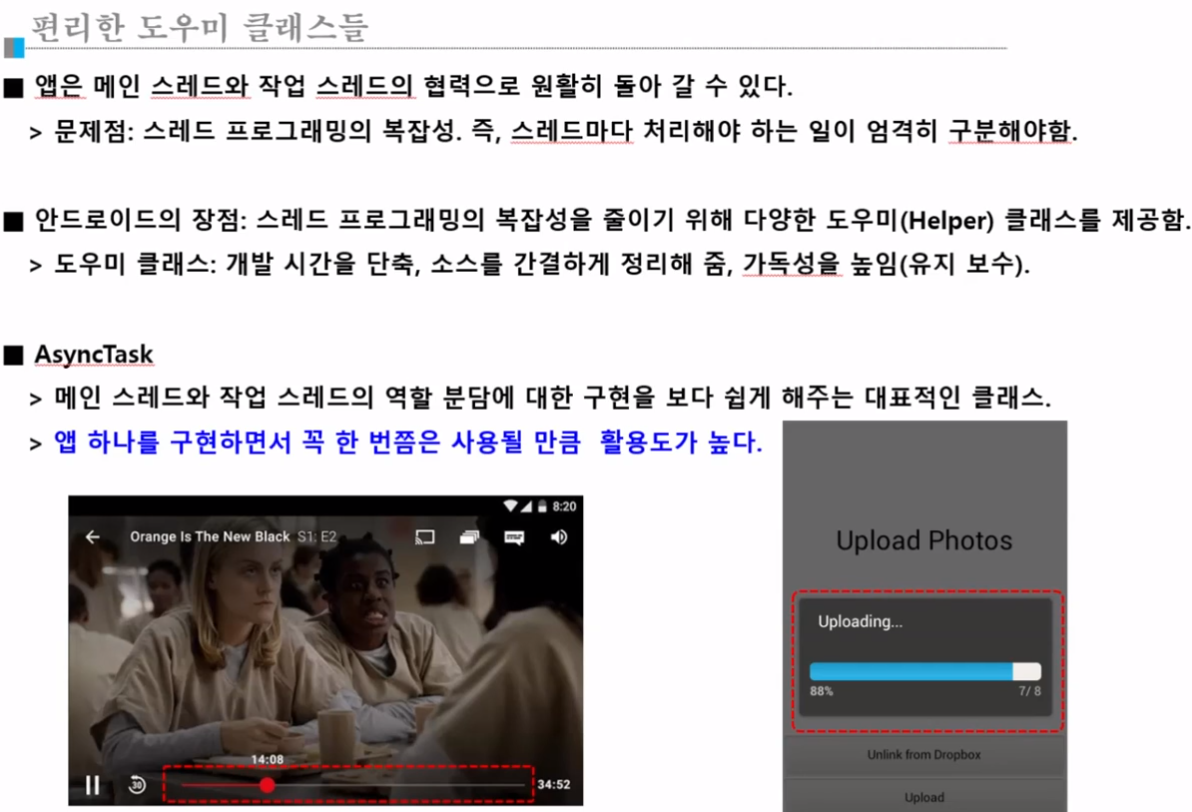 편리한 도우미 클래스들
■ 앱은 메인 스레드와 작업 스레드의 협력으로 원활히 돌아 갈 수 있다.
> 문제점: 스레드 프로그래밍의 복잡성. 즉, 스레드마다 처리해야 하는 일이 엄격히 구분해야함.
■ 안드로이드의 장점: 스레드 프로그래밍의 복잡성을 줄이기 위해 다양한 도우미(Helper) 클래스를 제공함.
> 도우미 클래스: 개발 시간을 단축, 소스를 간결하게 정리해 줌, 가독성을 높임(유지 보수).
■ AsyncTask
> 메인 스레드와 작업 스레드의 역할 분담에 대한 구현을 보다 쉽게 해주는 대표적인 클래스.
> 앱 하나를 구현하면서 꼭 한 번쯤은 사용될 만큼 활용도가 높다.
8:20
Orange Is The New Black S1: E2
14:08
30
34:52
Upload Photos
Uploading...
88% 7/ 8
Unlink from Dropbox
Upload